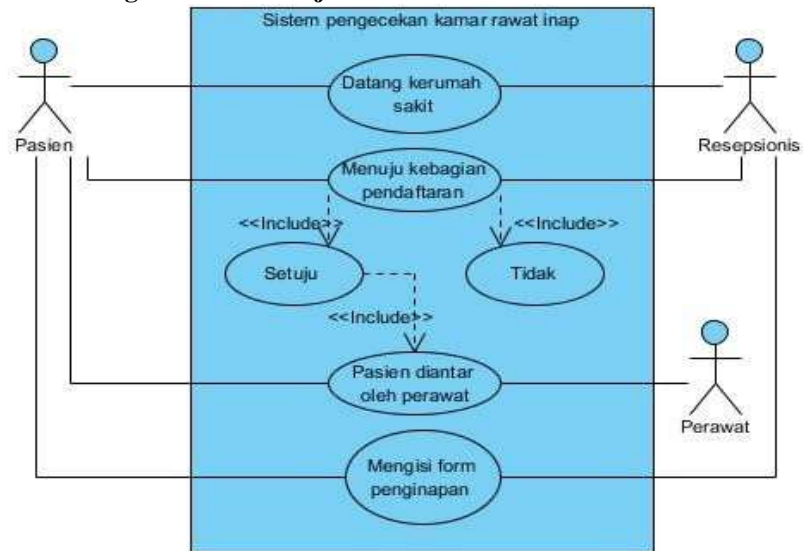 Sistem pengecekan kamar rawat inap
Datang kerumah
sakit
Pasien
Resepsionis
Menuju kebagian
pendaftaran
<<Include>>
<<Include>>
Setuju
Tidak
<<Include>>
Pasien diantar
oleh perawat
Perawat
Mengisi form
penginapan